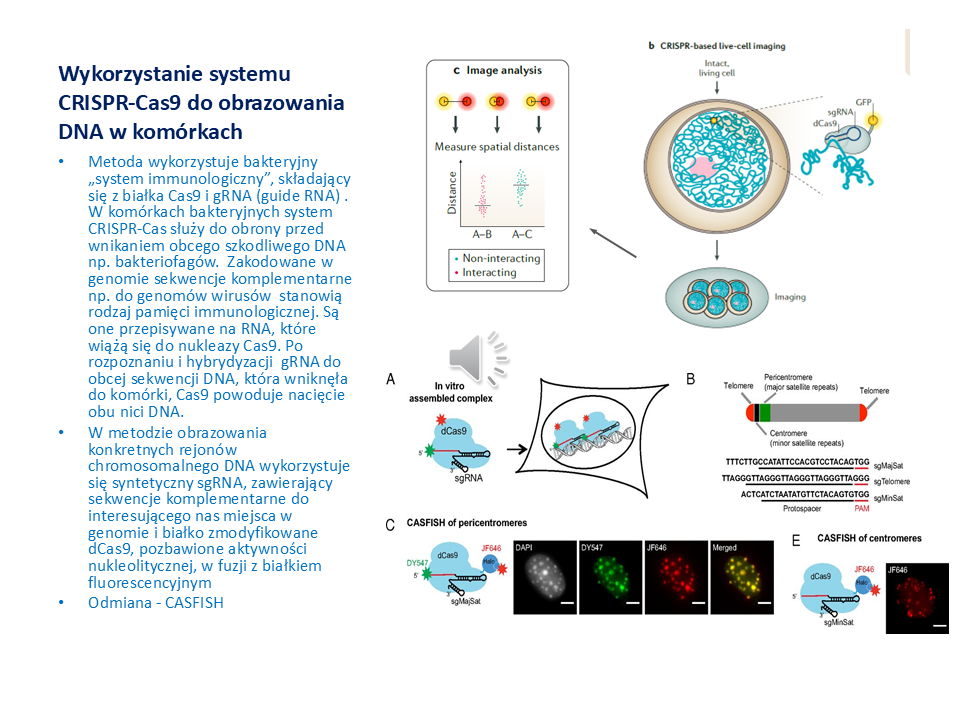 Wykorzystanie systemu
CRISPR-Cas9 do obrazowania
DNA w komórkach
• Metoda wykorzystuje bakteryjny
„system immunologiczny”, składający
się z białka Cas9 i gRNA (guide RNA) .
W komórkach bakteryjnych system
CRISPR-Cas służy do obrony przed
wnikaniem obcego szkodliwego DNA
np. bakteriofagów. Zakodowane w
genomie sekwencje komplementarne
np. do genomów wirusów stanowią
rodzaj pamięci immunologicznej. Są
one przepisywane na RNA, które
wiążą się do nukleazy Cas9. Po
rozpoznaniu i hybrydyzacji gRNA do
obcej sekwencji DNA, która wniknęła
do komórki, Cas9 powoduje nacięcie
obu nici DNA.
• W metodzie obrazowania
konkretnych rejonów
chromosomalnego DNA wykorzystuje
się syntetyczny sgRNA, zawierający
sekwencje komplementarne do
interesującego nas miejsca w
genomie i białko zmodyfikowane
dCas9, pozbawione aktywności
nukleolitycznej, w fuzji z białkiem
fluorescencyjnym
• Odmiana - CASFISH
c Image analysis
Measure spatial distances
Distance
A–B
A–C
Non-interacting
Interacting
b CRISPR-based live-cell imaging
Intact,
living cell
GFP
sgRNA
dCas9
Imaging
A
In vitro
assembled complex
dCas9
5'
sgRNA
B
Pericentromere
(major satellite repeats)
Telomere
Telomere
Centromere
(minor satellite repeats)
TTTCTTGCCATATTCCACGTCCTACAGTGG
sgMajSat
TTAGGGTTAGGGTTAGGGTTAGGGTTAGGG
sgTelomere
ACTCATCTAATATGTTCTACAGTGTGG
sgMinSat
Protospacer
PAM
C CASFISH of pericentromeres
JF646
dCas9
Halo
DY547
5'
sgMajSat
DAPI
DY547
JF646
Merged
E CASFISH of centromeres
JF646
dCas9
Halo
5'
sgMinSat
JF646